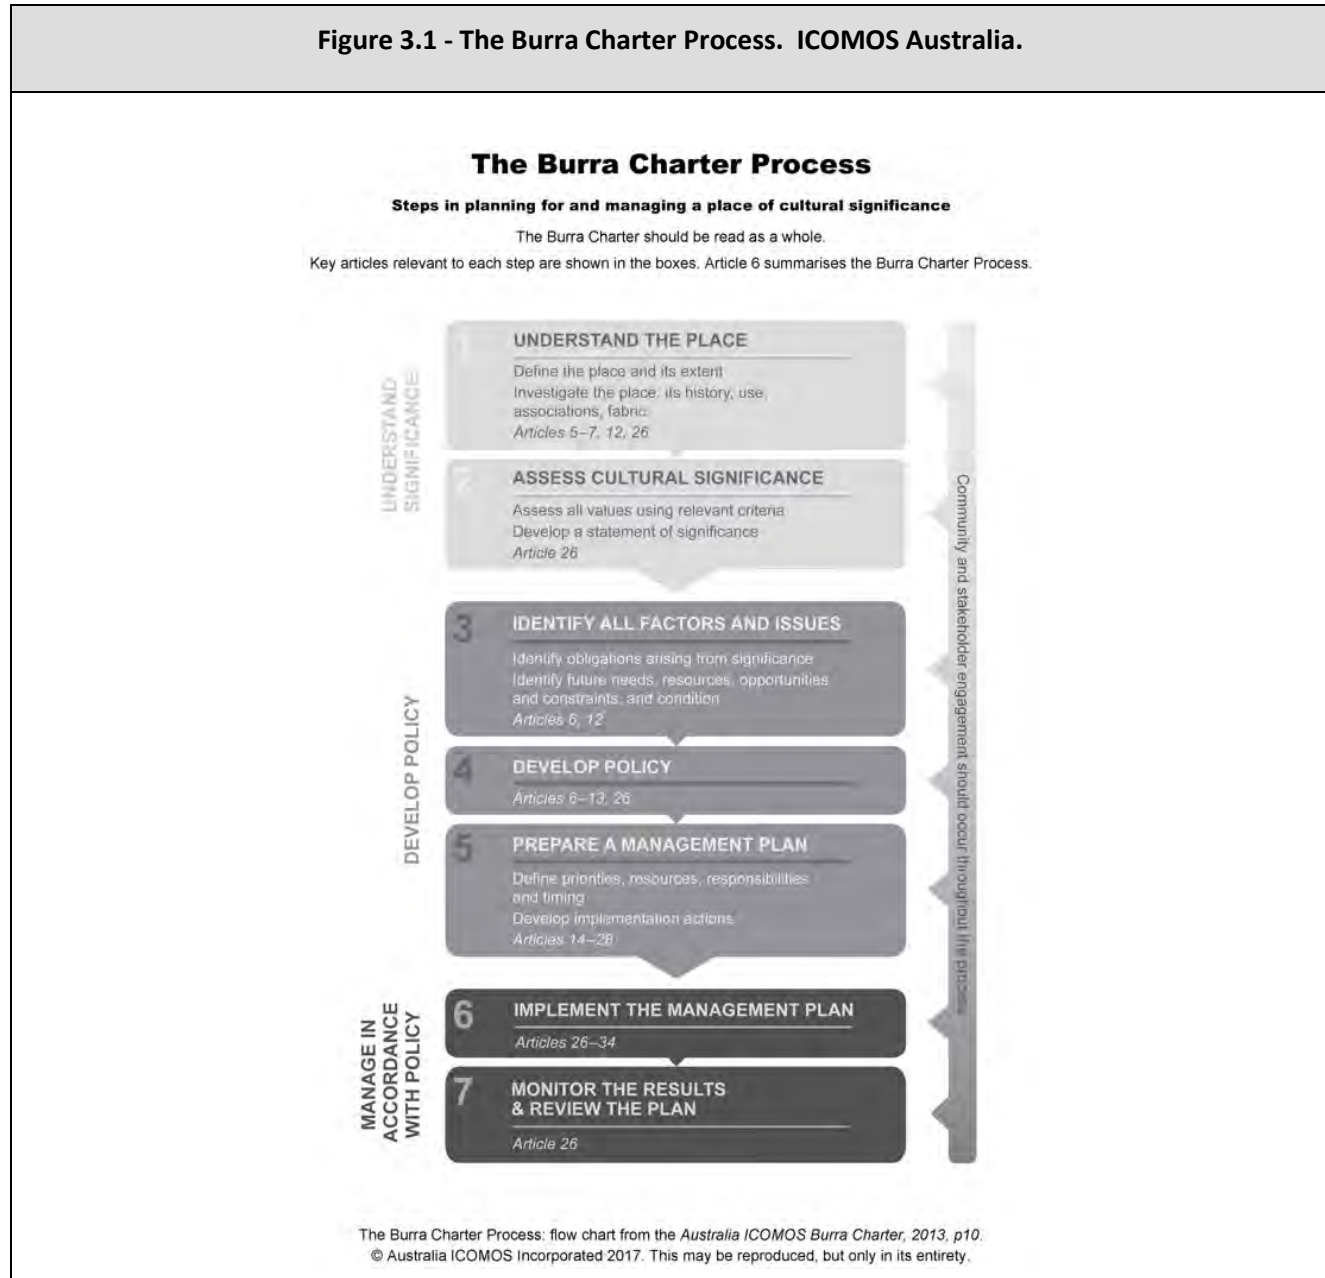 Figure 3.1 - The Burra Charter Process. ICOMOS Australia.
The Burra Charter Process
Steps in planning for and managing a place of cultural significance
The Burra Charter should be read as a whole.
Key articles relevant to each step are shown in the boxes. Article 6 summarises the Burra Charter Process.
UNDERSTAND
SIGNIFICANCE
1
UNDERSTAND THE PLACE
Define the place and its extent
Investigate the place: its history, use,
associations, fabric
Articles 5–7, 12, 26
2
ASSESS CULTURAL SIGNIFICANCE
Assess all values using relevant criteria
Develop a statement of significance
Article 26
DEVELOP POLICY
3
IDENTIFY ALL FACTORS AND ISSUES
Identify obligations arising from significance
Identify future needs, resources, opportunities
and constraints, and condition
Articles 6, 12
4
DEVELOP POLICY
Articles 6–13, 26
5
PREPARE A MANAGEMENT PLAN
Define priorities, resources, responsibilities
and timing
Develop implementation actions
Articles 14–28
MANAGE IN
ACCORDANCE
WITH POLICY
6
IMPLEMENT THE MANAGEMENT PLAN
Articles 26–34
7
MONITOR THE RESULTS
& REVIEW THE PLAN
Article 26
Community and stakeholder engagement should occur throughout the process
The Burra Charter Process: flow chart from the Australia ICOMOS Burra Charter, 2013, p10.
© Australia ICOMOS Incorporated 2017. This may be reproduced, but only in its entirety.